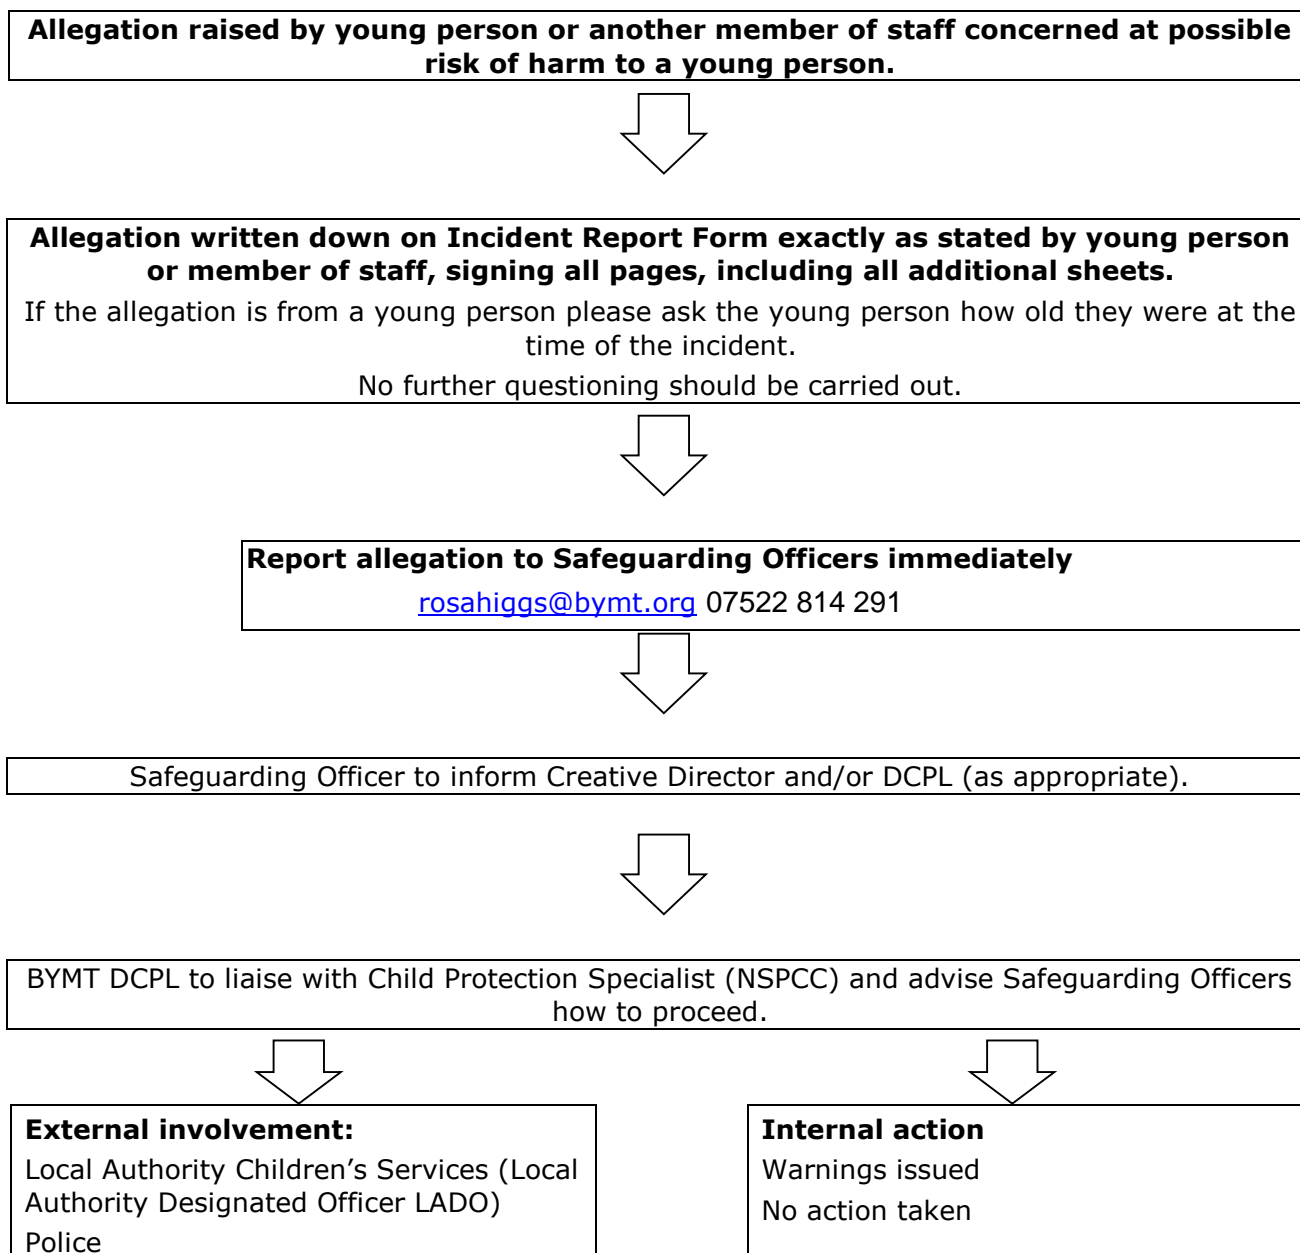 Allegation raised by young person or another member of staff concerned at possible
risk of harm to a young person.
Allegation written down on Incident Report Form exactly as stated by young person
or member of staff, signing all pages, including all additional sheets.
If the allegation is from a young person please ask the young person how old they were at the
time of the incident.
No further questioning should be carried out.
Report allegation to Safeguarding Officers immediately
rosahiggs@bymt.org 07522 814 291
Safeguarding Officer to inform Creative Director and/or DCPL (as appropriate).
BYMT DCPL to liaise with Child Protection Specialist (NSPCC) and advise Safeguarding Officers
how to proceed.
External involvement:
Local Authority Children’s Services (Local
Authority Designated Officer LADO)
Police
Internal action
Warnings issued
No action taken